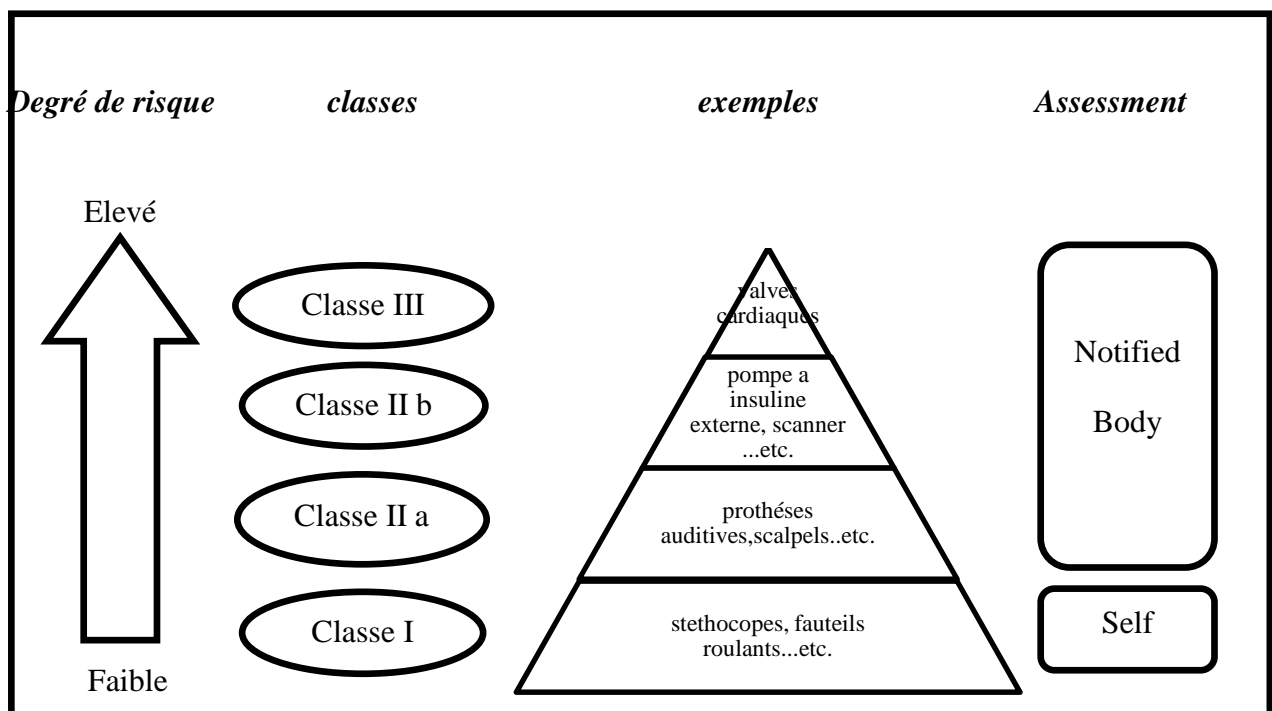 Degré de risque classes exemples Assessment
Elevé
Classe III
valves
cardiaques
Classe II b
pompe a
insuline
externe, scanner
...etc.
Notified
Body
Classe II a
prothéses
auditives,scalpels..etc.
Classe I
stethocopes, fauteils
roulants...etc.
Self
Faible